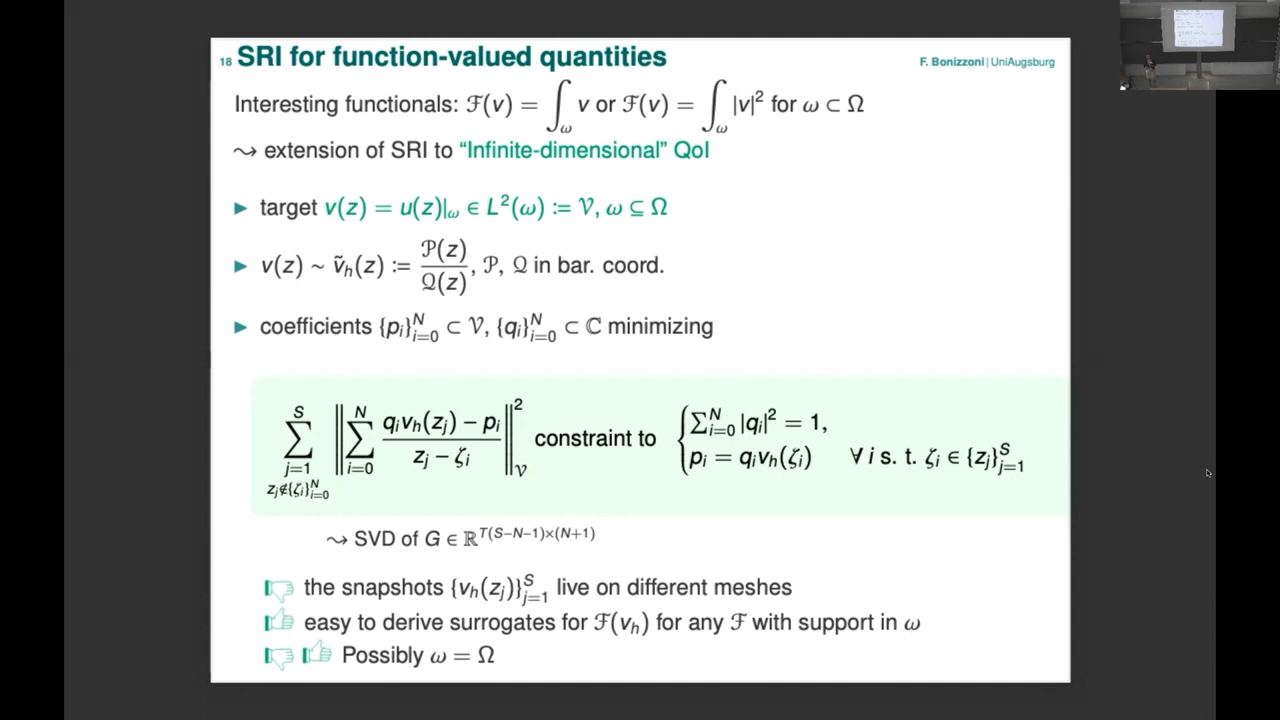 18 SRI for function-valued quantities
F. Bonizzoni | UniAugsburg
Interesting functionals: ℱ(v) = ∫_ω v or ℱ(v) = ∫_ω |v|² for ω ⊂ Ω
⇝ extension of SRI to “Infinite-dimensional” QoI
► target v(z) = u(z)|_ω ∈ L²(ω) := 𝒱, ω ⊆ Ω
► v(z) ~ ṽ_h(z) := 𝒫(z)/𝒬(z), 𝒫, 𝒬 in bar. coord.
► coefficients {p_i}_{i=0}^N ⊂ 𝒱, {q_i}_{i=0}^N ⊂ ℂ minimizing
∑_{j=1, z_j∉{ζ_i}_{i=0}^N}^S ‖∑_{i=0}^N (q_i v_h(z_j) − p_i)/(z_j − ζ_i)‖²_𝒱 constraint to { ∑_{i=0}^N |q_i|² = 1,
p_i = q_i v_h(ζ_i) ∀ i s. t. ζ_i ∈ {z_j}_{j=1}^S
⇝ SVD of G ∈ ℝ^{T(S−N−1)×(N+1)}
the snapshots {v_h(z_j)}_{j=1}^S live on different meshes
easy to derive surrogates for ℱ(v_h) for any ℱ with support in ω
Possibly ω = Ω